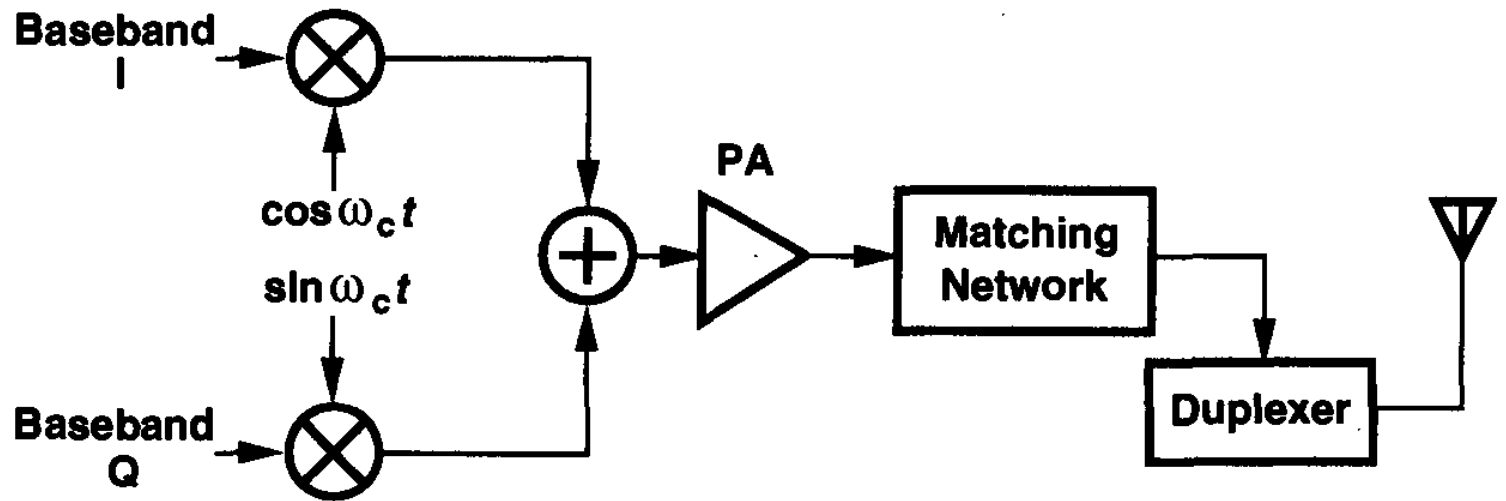 Baseband
I
cos ω_c t
sin ω_c t
Baseband
Q
PA
Matching
Network
Duplexer